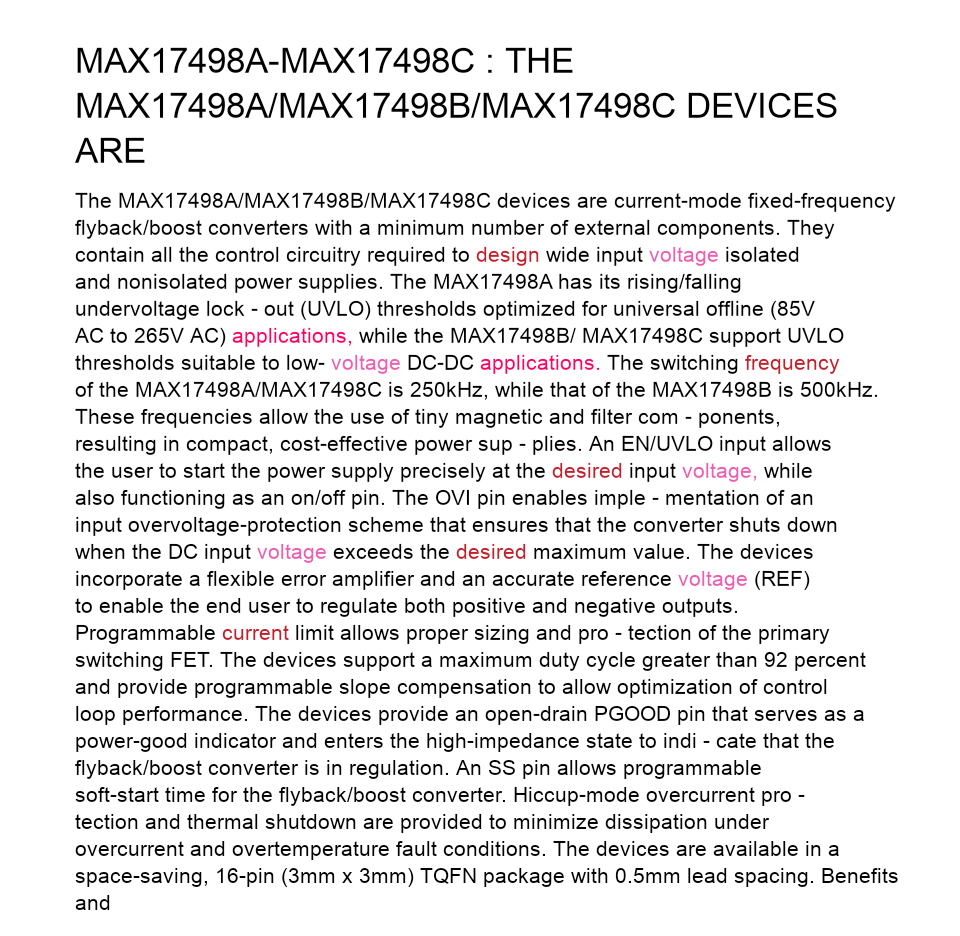 MAX17498A-MAX17498C : THE
MAX17498A/MAX17498B/MAX17498C DEVICES
ARE
The MAX17498A/MAX17498B/MAX17498C devices are current-mode fixed-frequency
flyback/boost converters with a minimum number of external components. They
contain all the control circuitry required to design wide input voltage isolated
and nonisolated power supplies. The MAX17498A has its rising/falling
undervoltage lock - out (UVLO) thresholds optimized for universal offline (85V
AC to 265V AC) applications, while the MAX17498B/ MAX17498C support UVLO
thresholds suitable to low- voltage DC-DC applications. The switching frequency
of the MAX17498A/MAX17498C is 250kHz, while that of the MAX17498B is 500kHz.
These frequencies allow the use of tiny magnetic and filter com - ponents,
resulting in compact, cost-effective power sup - plies. An EN/UVLO input allows
the user to start the power supply precisely at the desired input voltage, while
also functioning as an on/off pin. The OVI pin enables imple - mentation of an
input overvoltage-protection scheme that ensures that the converter shuts down
when the DC input voltage exceeds the desired maximum value. The devices
incorporate a flexible error amplifier and an accurate reference voltage (REF)
to enable the end user to regulate both positive and negative outputs.
Programmable current limit allows proper sizing and pro - tection of the primary
switching FET. The devices support a maximum duty cycle greater than 92 percent
and provide programmable slope compensation to allow optimization of control
loop performance. The devices provide an open-drain PGOOD pin that serves as a
power-good indicator and enters the high-impedance state to indi - cate that the
flyback/boost converter is in regulation. An SS pin allows programmable
soft-start time for the flyback/boost converter. Hiccup-mode overcurrent pro -
tection and thermal shutdown are provided to minimize dissipation under
overcurrent and overtemperature fault conditions. The devices are available in a
space-saving, 16-pin (3mm x 3mm) TQFN package with 0.5mm lead spacing. Benefits
and